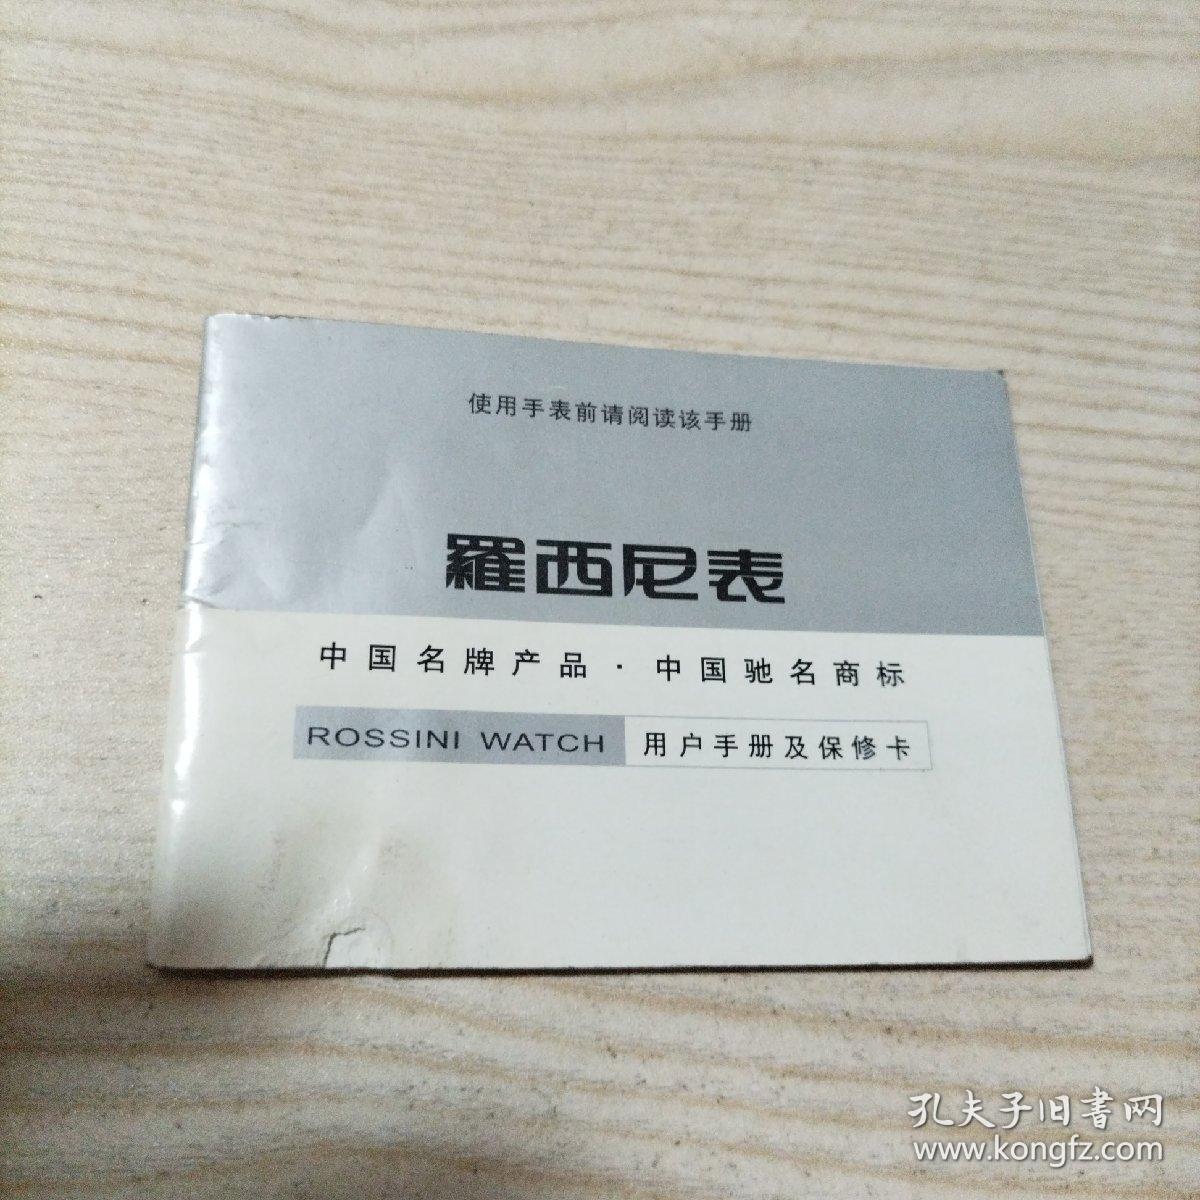 使用手表前请阅读该手册
羅西尼表
中国名牌产品·中国驰名商标
ROSSINI WATCH 用户手册及保修卡
孔夫子旧書网
www.kongfz.com